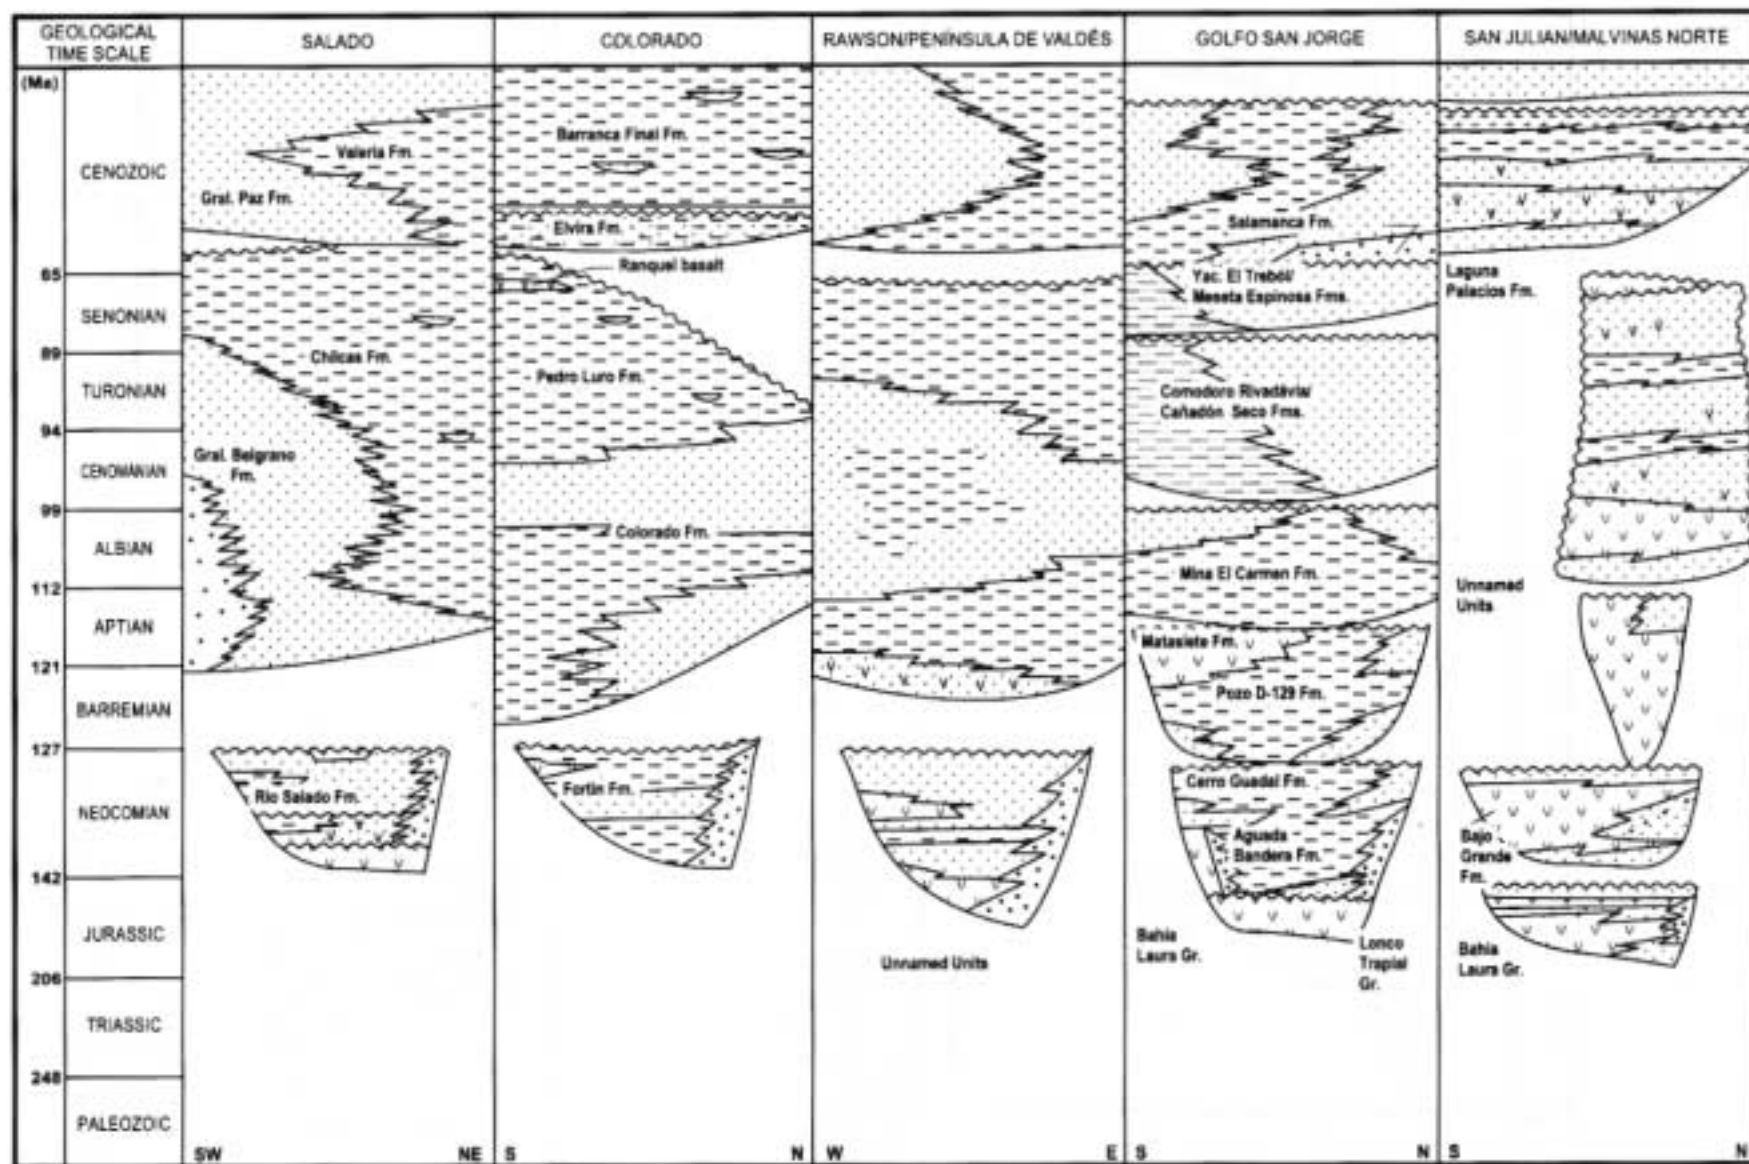 GEOLOGICAL
TIME SCALE
SALADO
COLORADO
RAWSON/PENÍNSULA DE VALDÉS
GOLFO SAN JORGE
SAN JULIAN/MALVINAS NORTE
(Ma)
CENOZOIC
65
SENONIAN
89
TURONIAN
94
CENOMANIAN
99
ALBIAN
112
APTIAN
121
BARREMIAN
127
NEOCOMIAN
142
JURASSIC
206
TRIASSIC
248
PALEOZOIC
Valeria Fm.
Gral. Paz Fm.
Chilcas Fm.
Gral. Belgrano
Fm.
Rio Salado Fm.
SW
NE
Barranca Final Fm.
Elvira Fm.
Ranquel basalt
Pedro Luro Fm.
Colorado Fm.
Fortin Fm.
S
N
Unnamed Units
W
E
Salamanca Fm.
Yac. El Treból/
Meseta Espinosa Fms.
Comodoro Rivadávia/
Cañadón Seco Fms.
Mina El Carmen Fm.
Matasiete Fm.
Pozo D-129 Fm.
Cerro Guadal Fm.
Aguada
Bandera Fm.
Bahia
Laura Gr.
Lonco
Trapial
Gr.
S
N
Laguna
Palacios Fm.
Unnamed
Units
Bajo
Grande
Fm.
Bahia
Laura Gr.
S
N